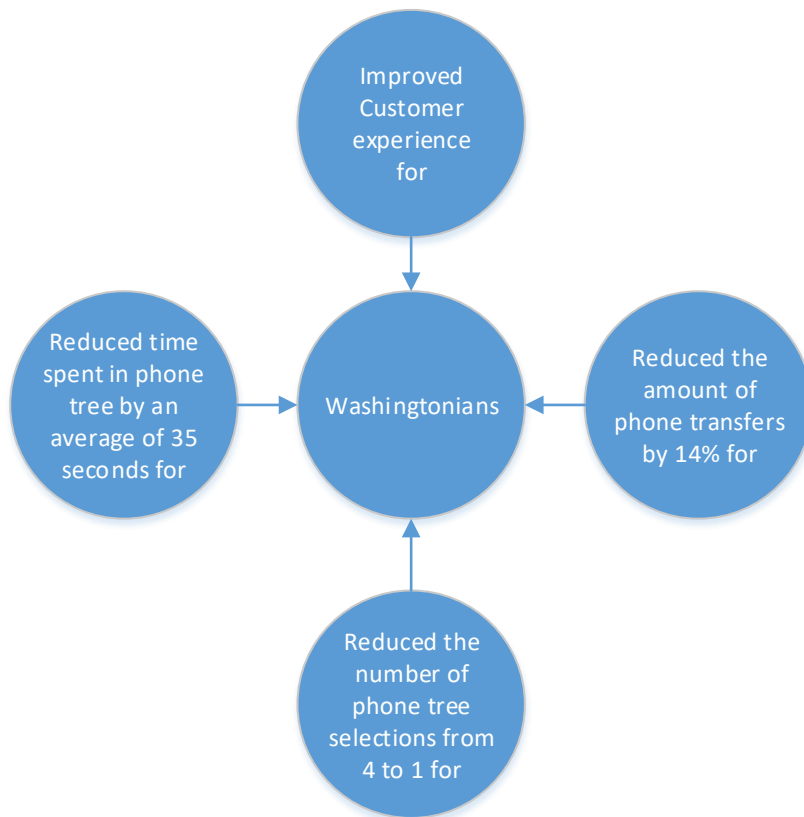 Improved
Customer
experience
for
Reduced time
spent in phone
tree by an
average of 35
seconds for
Washingtonians
Reduced the
amount of
phone transfers
by 14% for
Reduced the
number of
phone tree
selections from
4 to 1 for